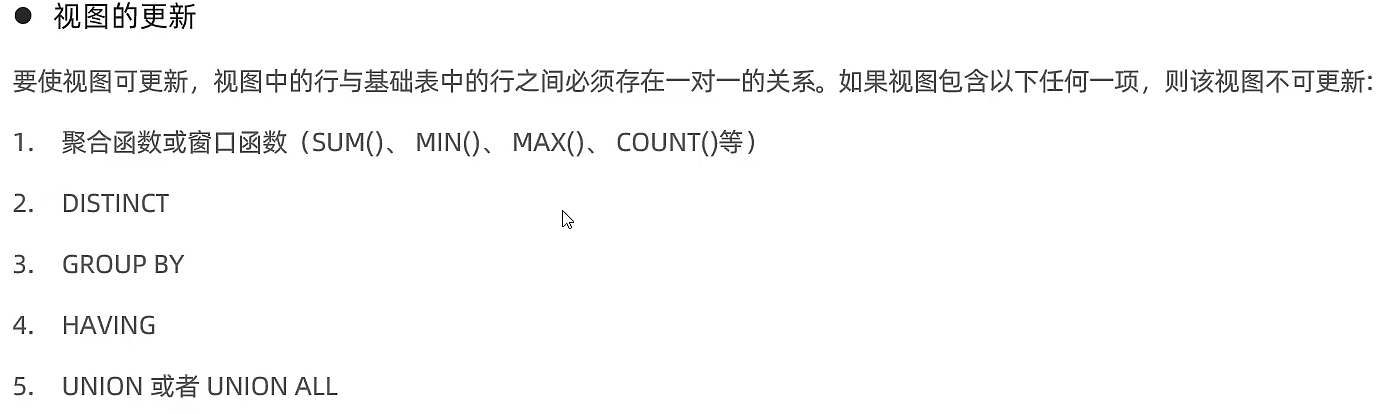 ● 视图的更新
要使视图可更新，视图中的行与基础表中的行之间必须存在一对一的关系。如果视图包含以下任何一项，则该视图不可更新：
1. 聚合函数或窗口函数（SUM()、 MIN()、 MAX()、 COUNT()等）
2. DISTINCT
3. GROUP BY
4. HAVING
5. UNION 或者 UNION ALL